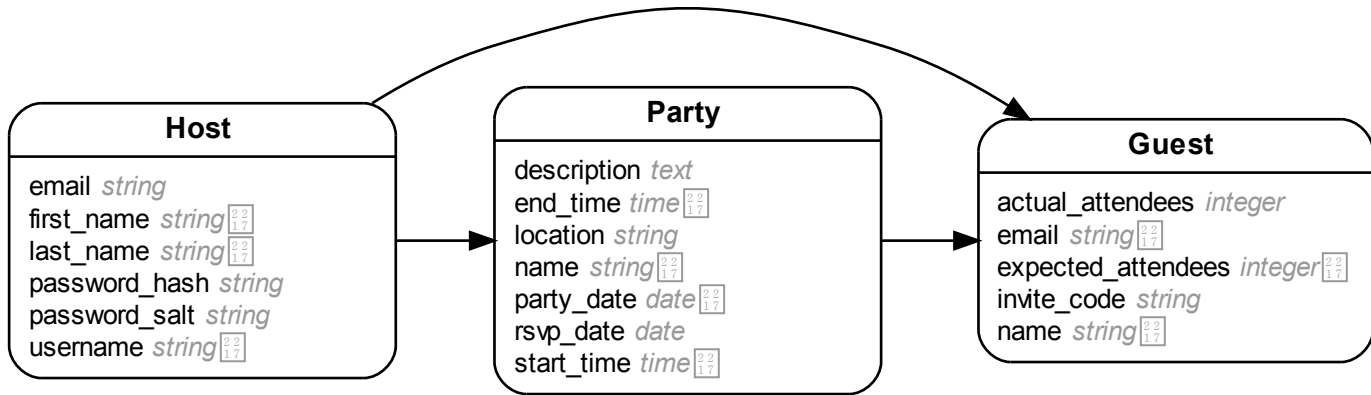 Host
email string
first_name string∗
last_name string∗
password_hash string
password_salt string
username string∗
Party
description text
end_time time∗
location string
name string∗
party_date date∗
rsvp_date date
start_time time∗
Guest
actual_attendees integer
email string∗
expected_attendees integer∗
invite_code string
name string∗